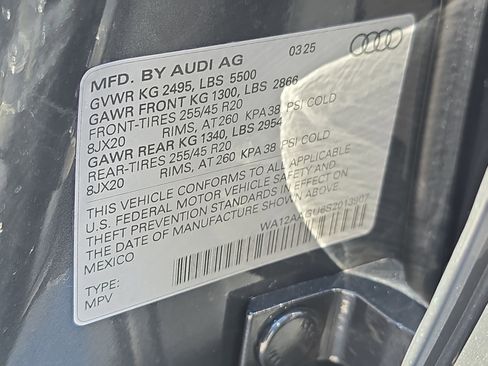 MFD. BY AUDI AG 03 25
GVWR KG 2495, LBS 5500
GAWR FRONT KG 1300, LBS 2866
FRONT-TIRES 255/45 R20
8JX20 RIMS, AT 260 KPA 38 PSI COLD
GAWR REAR KG 1340, LBS 2954
REAR-TIRES 255/45 R20
8JX20 RIMS, AT 260 KPA 38 PSI COLD
THIS VEHICLE CONFORMS TO ALL APPLICABLE
U.S. FEDERAL MOTOR VEHICLE SAFETY AND
THEFT PREVENTION STANDARDS IN EFFECT ON
THE DATE OF MANUFACTURE SHOWN ABOVE.
MEXICO
TYPE:
MPV